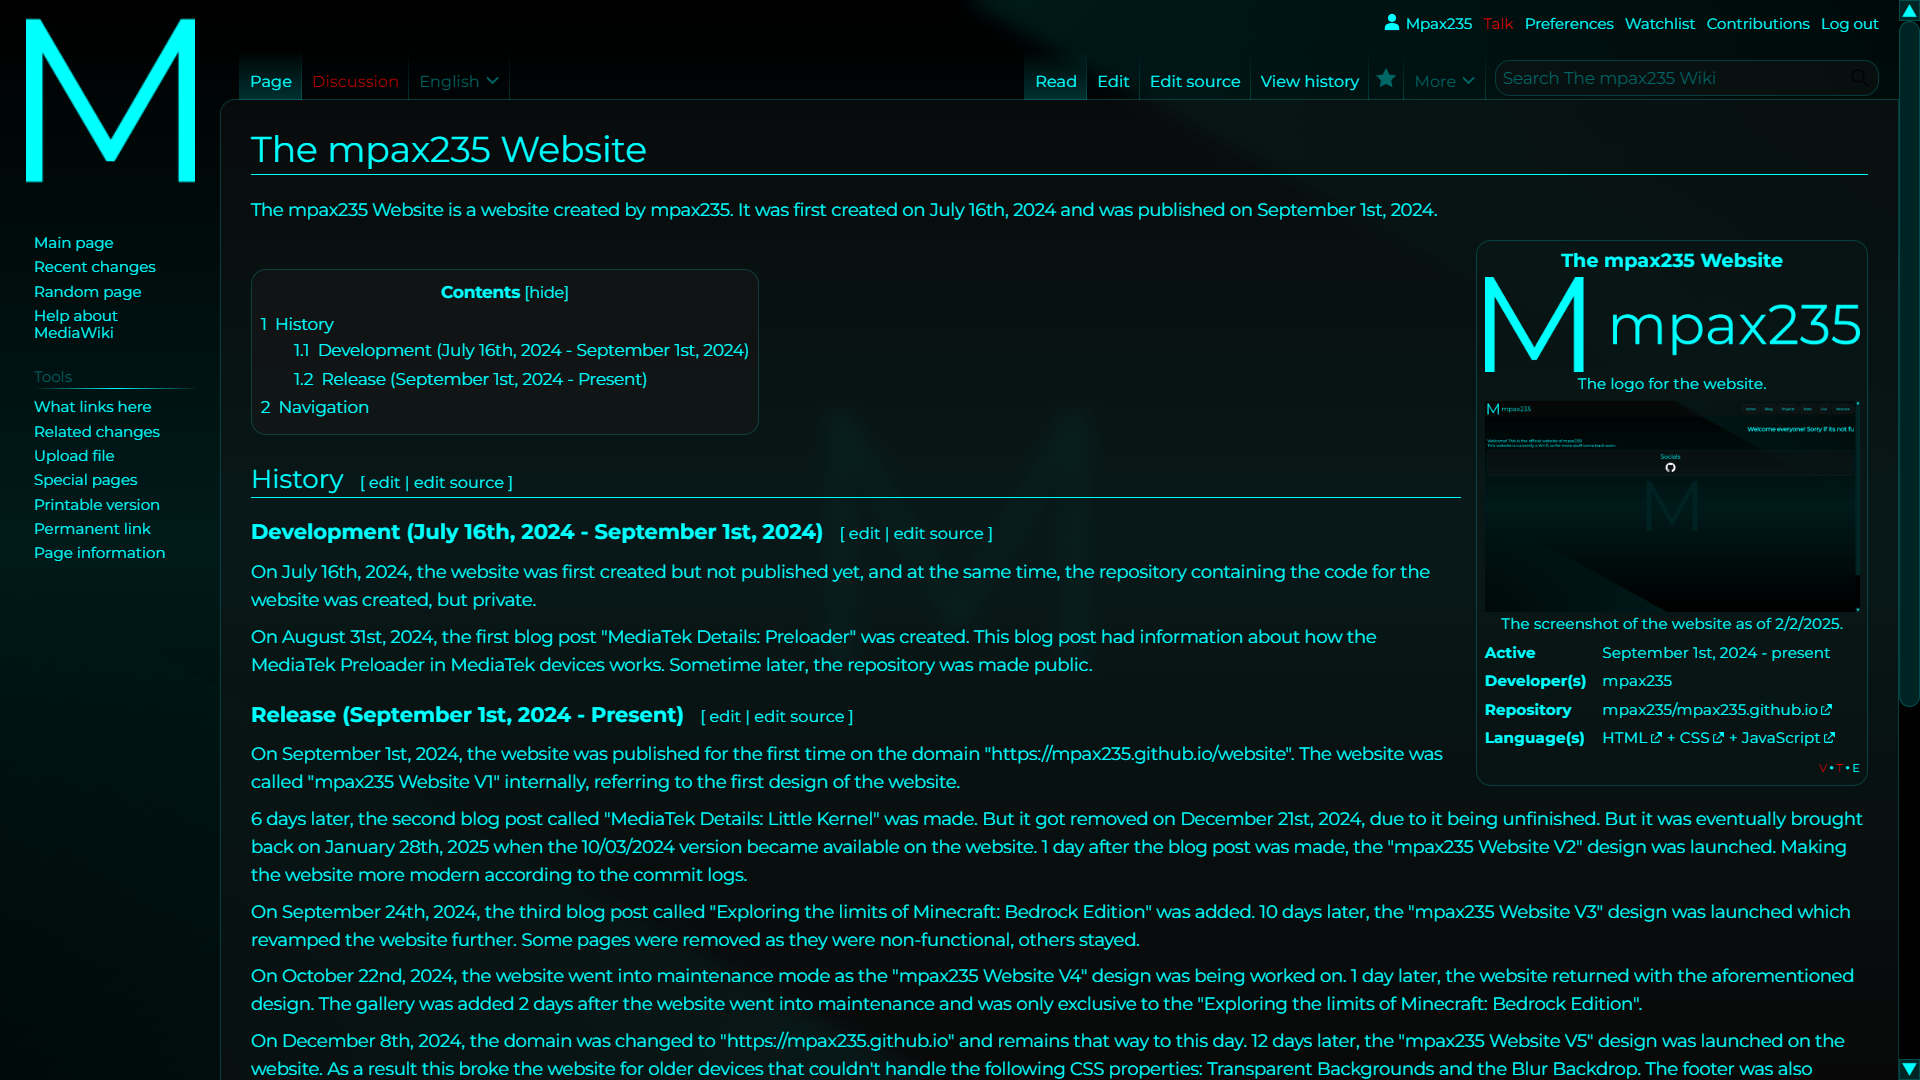 M
Mpax235 Talk Preferences Watchlist Contributions Log out
Page Discussion English
Read Edit Edit source View history More Search The mpax235 Wiki
Main page
Recent changes
Random page
Help about
MediaWiki
Tools
What links here
Related changes
Upload file
Special pages
Printable version
Permanent link
Page information
The mpax235 Website
The mpax235 Website is a website created by mpax235. It was first created on July 16th, 2024 and was published on September 1st, 2024.
Contents [hide]
1 History
1.1 Development (July 16th, 2024 - September 1st, 2024)
1.2 Release (September 1st, 2024 - Present)
2 Navigation
The mpax235 Website
M mpax235
The logo for the website.
M mpax235
Welcome everyone! Sorry if its not fu
Socials
M
The screenshot of the website as of 2/2/2025.
Active September 1st, 2024 - present
Developer(s) mpax235
Repository mpax235/mpax235.github.io
Language(s) HTML + CSS + JavaScript
V • T • E
History [ edit | edit source ]
Development (July 16th, 2024 - September 1st, 2024) [ edit | edit source ]
On July 16th, 2024, the website was first created but not published yet, and at the same time, the repository containing the code for the
website was created, but private.
On August 31st, 2024, the first blog post "MediaTek Details: Preloader" was created. This blog post had information about how the
MediaTek Preloader in MediaTek devices works. Sometime later, the repository was made public.
Release (September 1st, 2024 - Present) [ edit | edit source ]
On September 1st, 2024, the website was published for the first time on the domain "https://mpax235.github.io/website". The website was
called "mpax235 Website V1" internally, referring to the first design of the website.
6 days later, the second blog post called "MediaTek Details: Little Kernel" was made. But it got removed on December 21st, 2024, due to it being unfinished. But it was eventually brought
back on January 28th, 2025 when the 10/03/2024 version became available on the website. 1 day after the blog post was made, the "mpax235 Website V2" design was launched. Making
the website more modern according to the commit logs.
On September 24th, 2024, the third blog post called "Exploring the limits of Minecraft: Bedrock Edition" was added. 10 days later, the "mpax235 Website V3" design was launched which
revamped the website further. Some pages were removed as they were non-functional, others stayed.
On October 22nd, 2024, the website went into maintenance mode as the "mpax235 Website V4" design was being worked on. 1 day later, the website returned with the aforementioned
design. The gallery was added 2 days after the website went into maintenance and was only exclusive to the "Exploring the limits of Minecraft: Bedrock Edition".
On December 8th, 2024, the domain was changed to "https://mpax235.github.io" and remains that way to this day. 12 days later, the "mpax235 Website V5" design was launched on the
website. As a result this broke the website for older devices that couldn't handle the following CSS properties: Transparent Backgrounds and the Blur Backdrop. The footer was also